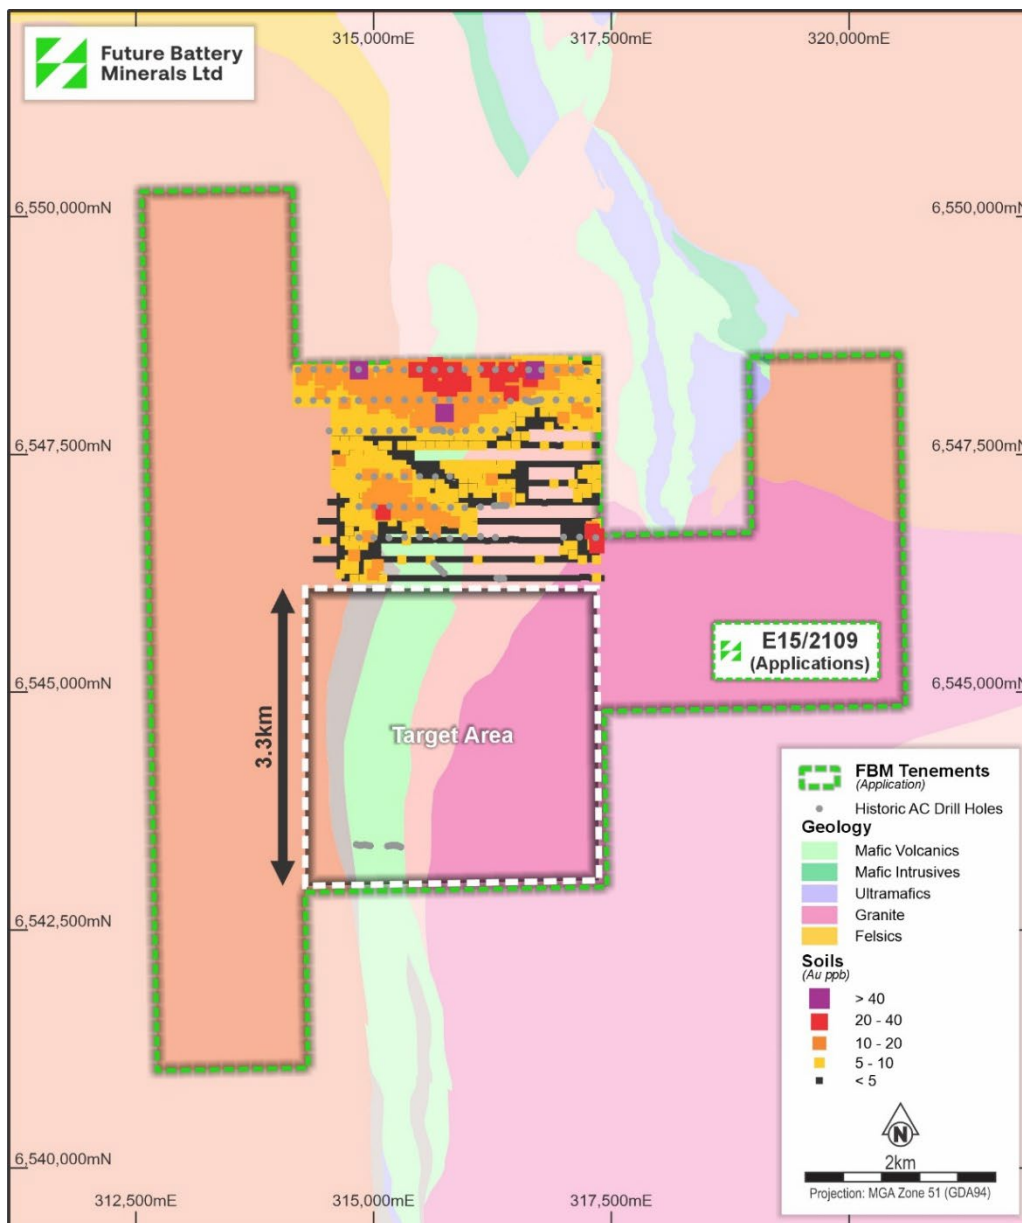 Future Battery
Minerals Ltd
315,000mE
317,500mE
320,000mE
6,550,000mN
6,550,000mN
6,547,500mN
6,547,500mN
E15/2109
(Applications)
6,545,000mN
6,545,000mN
Target Area
3.3km
6,542,500mN
6,540,000mN
312,500mE
315,000mE
317,500mE
FBM Tenements
(Application)
Historic AC Drill Holes
Geology
Mafic Volcanics
Mafic Intrusives
Ultramafics
Granite
Felsics
Soils
(Au ppb)
> 40
20 - 40
10 - 20
5 - 10
< 5
N
2km
Projection: MGA Zone 51 (GDA94)